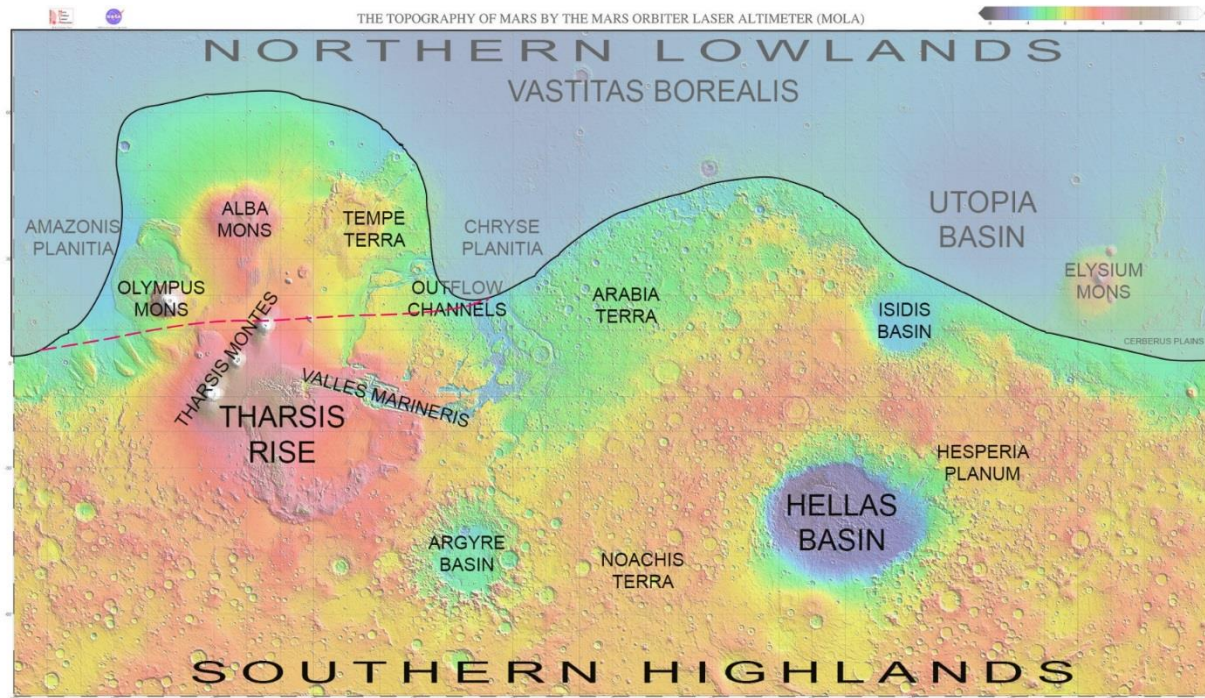 THE TOPOGRAPHY OF MARS BY THE MARS ORBITER LASER ALTIMETER (MOLA)
NORTHERN LOWLANDS
VASTITAS BOREALIS
AMAZONIS
PLANITIA
ALBA
MONS
TEMPE
TERRA
CHRYSE
PLANITIA
UTOPIA
BASIN
OLYMPUS
MONS
OUTFLOW
CHANNELS
ARABIA
TERRA
ISIDIS
BASIN
ELYSIUM
MONS
CERBERUS PLAINS
THARSIS MONTES
VALLES MARINERIS
THARSIS
RISE
HESPERIA
PLANUM
HELLAS
BASIN
ARGYRE
BASIN
NOACHIS
TERRA
SOUTHERN HIGHLANDS